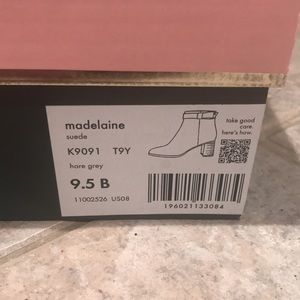 madelaine
suede
K9091 T9Y
hare grey
9.5 B
11002526 US08
take good
care.
here's how.
196021133084